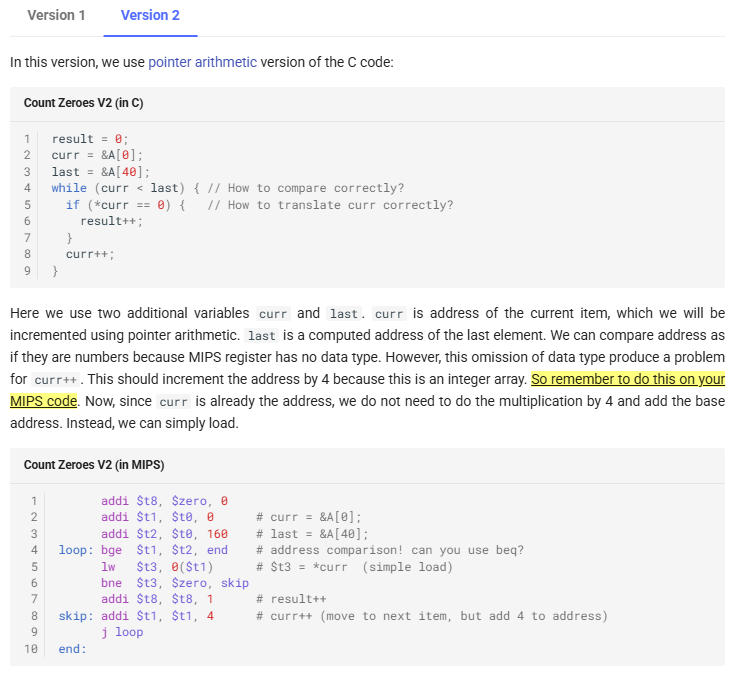 Version 1 Version 2
In this version, we use pointer arithmetic version of the C code:
Count Zeroes V2 (in C)
1 result = 0;
2 curr = &A[0];
3 last = &A[40];
4 while (curr < last) { // How to compare correctly?
5   if (*curr == 0) {   // How to translate curr correctly?
6     result++;
7   }
8   curr++;
9 }
Here we use two additional variables curr and last. curr is address of the current item, which we will be
incremented using pointer arithmetic. last is a computed address of the last element. We can compare address as
if they are numbers because MIPS register has no data type. However, this omission of data type produce a problem
for curr++. This should increment the address by 4 because this is an integer array. So remember to do this on your
MIPS code. Now, since curr is already the address, we do not need to do the multiplication by 4 and add the base
address. Instead, we can simply load.
Count Zeroes V2 (in MIPS)
1       addi $t8, $zero, 0
2       addi $t1, $t0, 0     # curr = &A[0];
3       addi $t2, $t0, 160   # last = &A[40];
4 loop: bge  $t1, $t2, end   # address comparison! can you use beq?
5       lw   $t3, 0($t1)     # $t3 = *curr  (simple load)
6       bne  $t3, $zero, skip
7       addi $t8, $t8, 1     # result++
8 skip: addi $t1, $t1, 4     # curr++ (move to next item, but add 4 to address)
9       j loop
10 end: